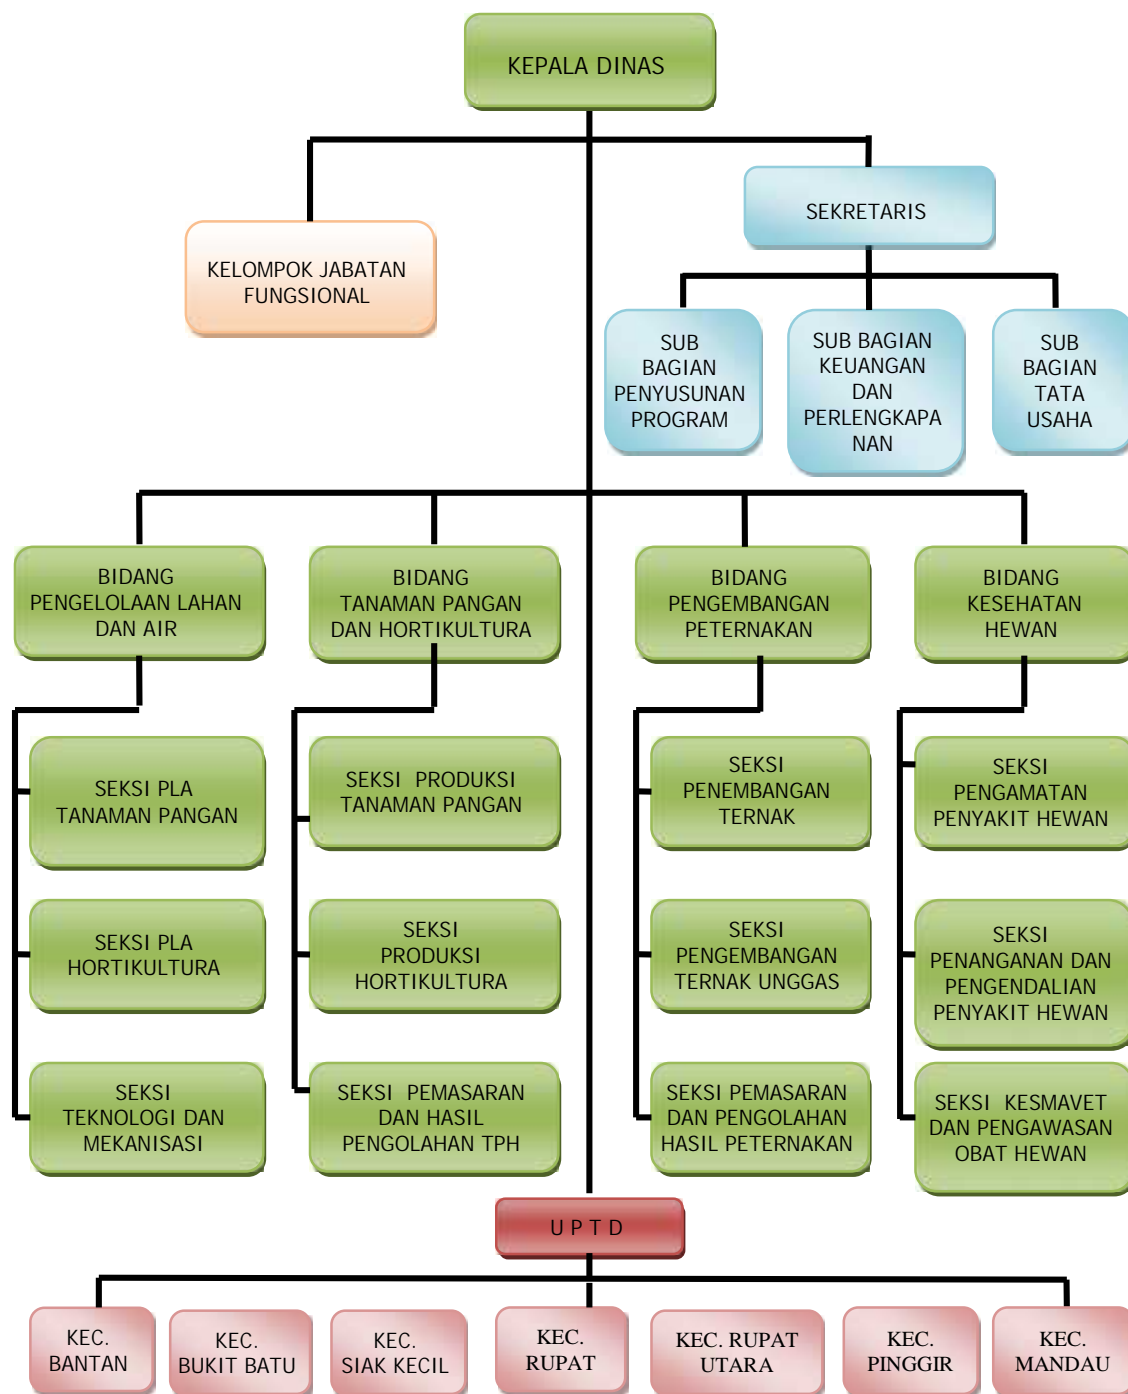 KEPALA DINAS
SEKRETARIS
KELOMPOK JABATAN
FUNGSIONAL
SUB
BAGIAN
PENYUSUNAN
PROGRAM
SUB BAGIAN
KEUANGAN
DAN
PERLENGKAPA
NAN
SUB
BAGIAN
TATA
USAHA
BIDANG
PENGELOLAAN LAHAN
DAN AIR
BIDANG
TANAMAN PANGAN
DAN HORTIKULTURA
BIDANG
PENGEMBANGAN
PETERNAKAN
BIDANG
KESEHATAN
HEWAN
SEKSI PLA
TANAMAN PANGAN
SEKSI PRODUKSI
TANAMAN PANGAN
SEKSI
PENEMBANGAN
TERNAK
SEKSI
PENGAMATAN
PENYAKIT HEWAN
SEKSI PLA
HORTIKULTURA
SEKSI
PRODUKSI
HORTIKULTURA
SEKSI
PENGEMBANGAN
TERNAK UNGGAS
SEKSI
PENANGANAN DAN
PENGENDALIAN
PENYAKIT HEWAN
SEKSI
TEKNOLOGI DAN
MEKANISASI
SEKSI PEMASARAN
DAN HASIL
PENGOLAHAN TPH
SEKSI PEMASARAN
DAN PENGOLAHAN
HASIL PETERNAKAN
SEKSI KESMAVET
DAN PENGAWASAN
OBAT HEWAN
U P T D
KEC.
BANTAN
KEC.
BUKIT BATU
KEC.
SIAK KECIL
KEC.
RUPAT
KEC. RUPAT
UTARA
KEC.
PINGGIR
KEC.
MANDAU